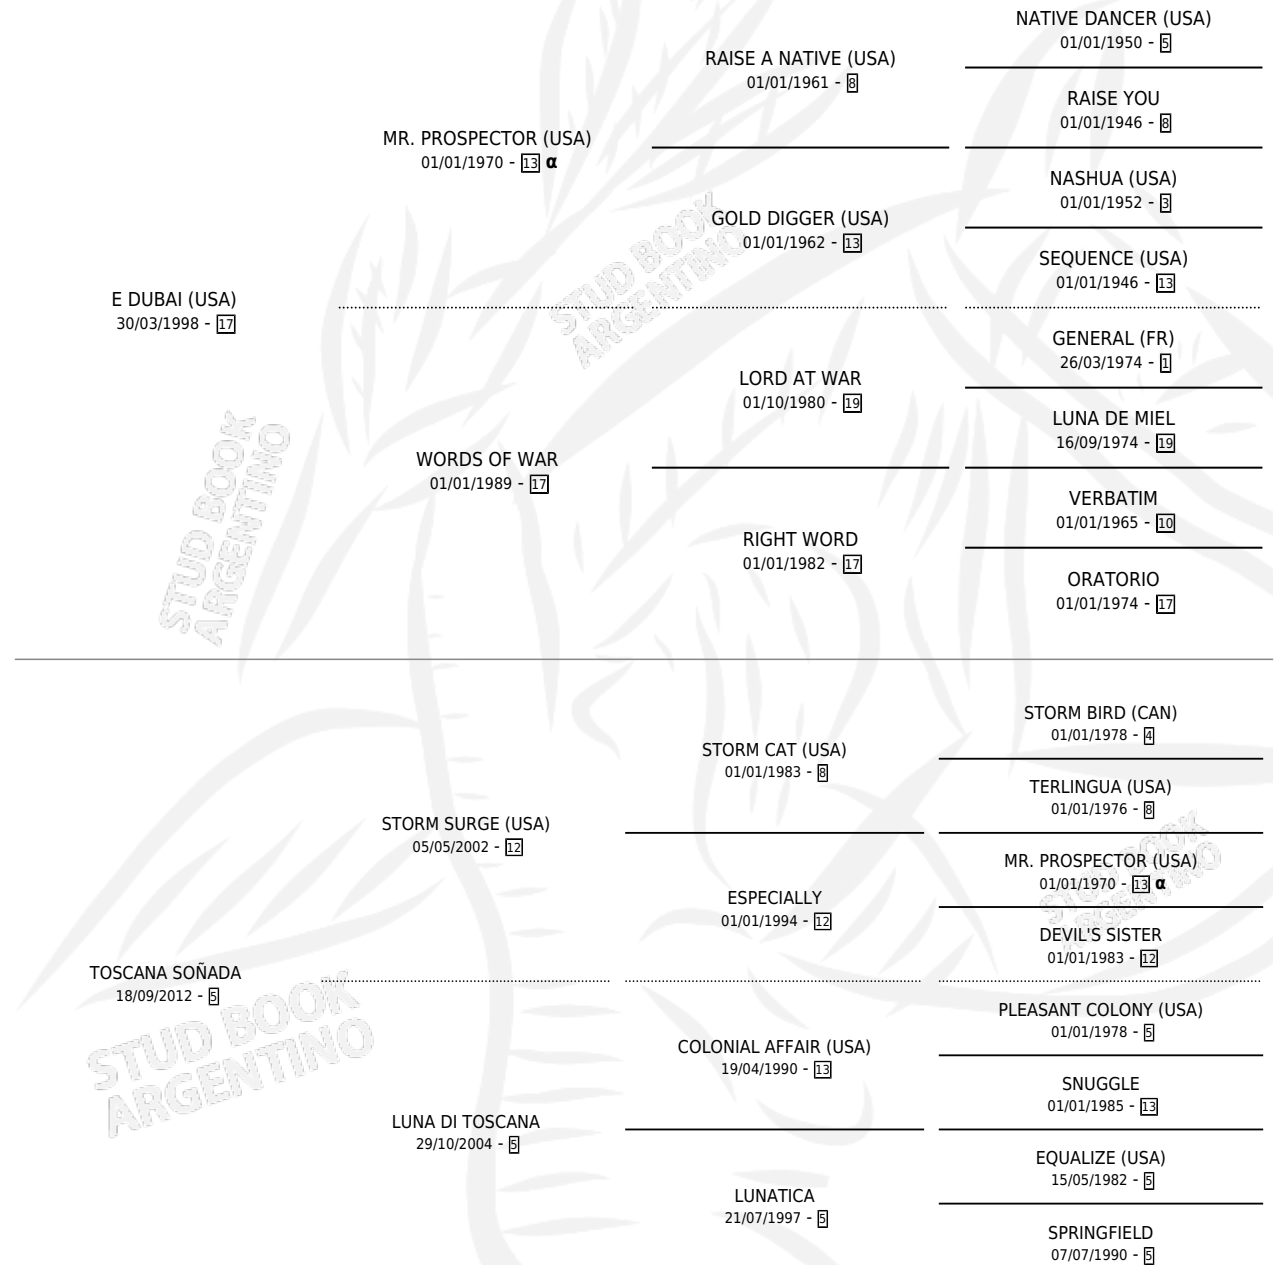 NATIVE DANCER (USA)
01/01/1950 - 5
RAISE A NATIVE (USA)
01/01/1961 - 8
RAISE YOU
01/01/1946 - 8
MR. PROSPECTOR (USA)
01/01/1970 - 13 α
NASHUA (USA)
01/01/1952 - 3
GOLD DIGGER (USA)
01/01/1962 - 13
SEQUENCE (USA)
01/01/1946 - 13
E DUBAI (USA)
30/03/1998 - 17
GENERAL (FR)
26/03/1974 - 1
LORD AT WAR
01/10/1980 - 19
LUNA DE MIEL
16/09/1974 - 19
WORDS OF WAR
01/01/1989 - 17
VERBATIM
01/01/1965 - 10
RIGHT WORD
01/01/1982 - 17
ORATORIO
01/01/1974 - 17
STORM BIRD (CAN)
01/01/1978 - 4
STORM CAT (USA)
01/01/1983 - 8
TERLINGUA (USA)
01/01/1976 - 8
STORM SURGE (USA)
05/05/2002 - 12
MR. PROSPECTOR (USA)
01/01/1970 - 13 α
ESPECIALLY
01/01/1994 - 12
DEVIL'S SISTER
01/01/1983 - 12
TOSCANA SOÑADA
18/09/2012 - 5
PLEASANT COLONY (USA)
01/01/1978 - 5
COLONIAL AFFAIR (USA)
19/04/1990 - 13
SNUGGLE
01/01/1985 - 13
LUNA DI TOSCANA
29/10/2004 - 5
EQUALIZE (USA)
15/05/1982 - 5
LUNATICA
21/07/1997 - 5
SPRINGFIELD
07/07/1990 - 5
STUD BOOK
ARGENTINO
STUD BOOK
ARGENTINO
STUD BOOK
ARGENTINO
STUD BOOK
ARGENTINO